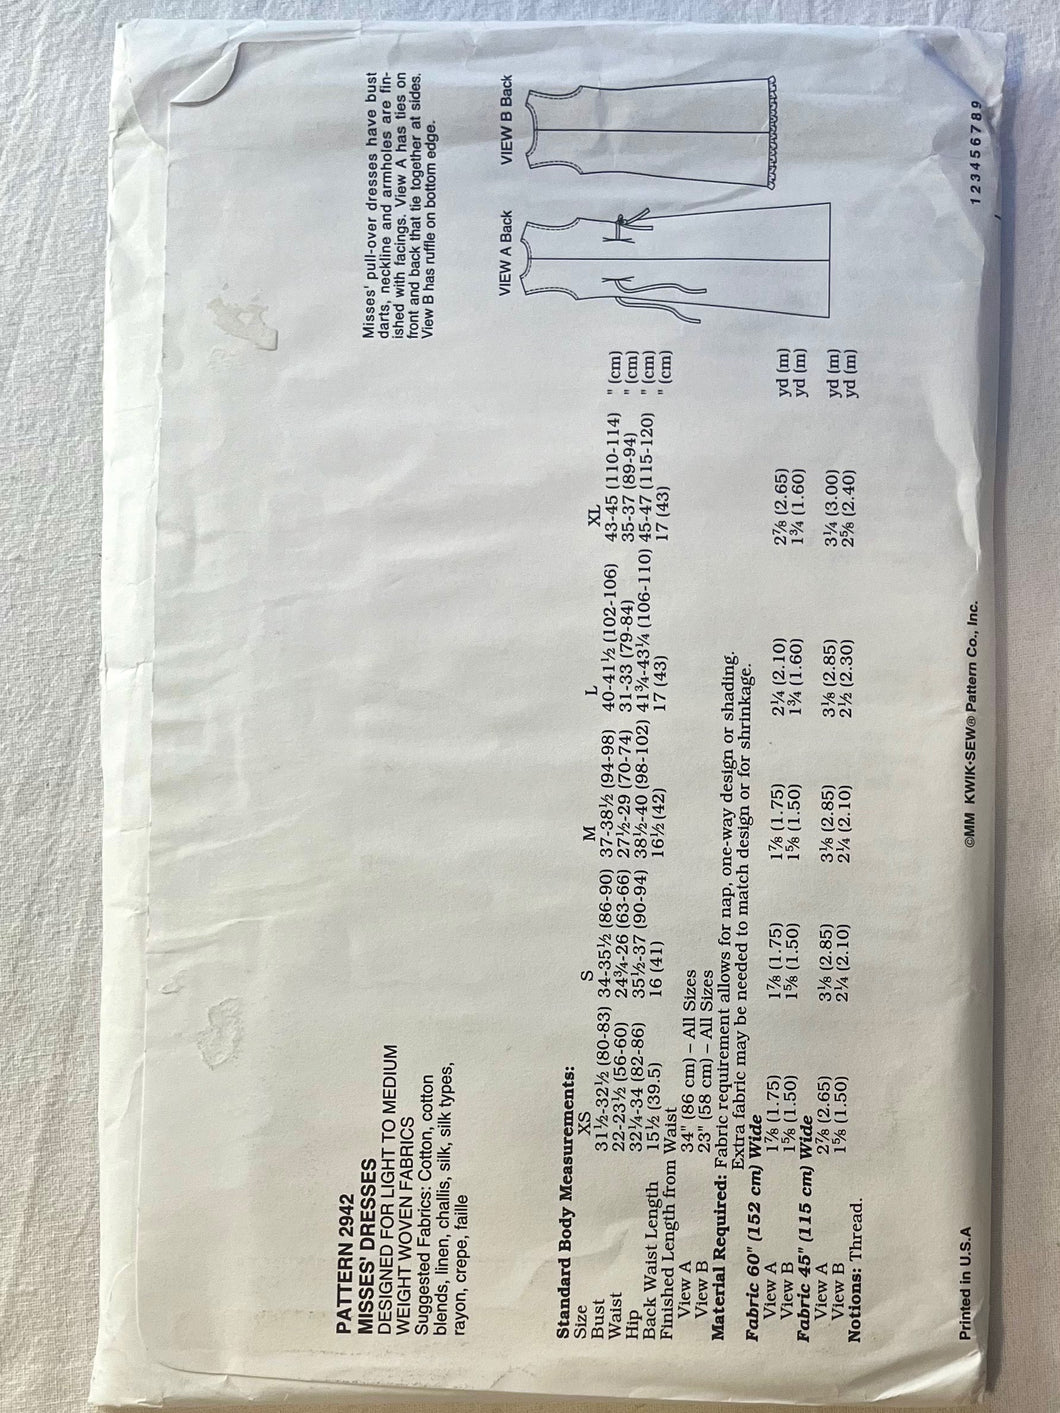 PATTERN 2942
MISSES' DRESSES
DESIGNED FOR LIGHT TO MEDIUM
WEIGHT WOVEN FABRICS
Suggested Fabrics: Cotton, cotton
blends, linen, challis, silk, silk types,
rayon, crepe, faille
Misses' pull-over dresses have bust
darts, neckline and armholes are fin-
ished with facings. View A has ties on
front and back that tie together at sides.
View B has ruffle on bottom edge.
VIEW A Back
VIEW B Back
Standard Body Measurements:
Size XS S M L XL
Bust 31½-32½ (80-83) 34-35½ (86-90) 37-38½ (94-98) 40-41½ (102-106) 43-45 (110-114) " (cm)
Waist 22-23½ (56-60) 24¾-26 (63-66) 27½-29 (70-74) 31-33 (79-84) 35-37 (89-94) " (cm)
Hip 32¼-34 (82-86) 35½-37 (90-94) 38½-40 (98-102) 41¾-43¼ (106-110) 45-47 (115-120) " (cm)
Back Waist Length 15½ (39.5) 16 (41) 16½ (42) 17 (43) 17 (43) " (cm)
Finished Length from Waist
View A 34" (86 cm) – All Sizes
View B 23" (58 cm) – All Sizes
Material Required: Fabric requirement allows for nap, one-way design or shading.
Extra fabric may be needed to match design or for shrinkage.
Fabric 60" (152 cm) Wide
View A 1⅞ (1.75) 1⅞ (1.75) 1⅞ (1.75) 2¼ (2.10) 2⅞ (2.65) yd (m)
View B 1⅝ (1.50) 1⅝ (1.50) 1⅝ (1.50) 1¾ (1.60) 1¾ (1.60) yd (m)
Fabric 45" (115 cm) Wide
View A 2⅞ (2.65) 3⅛ (2.85) 3⅛ (2.85) 3⅛ (2.85) 3¼ (3.00) yd (m)
View B 1⅝ (1.50) 2¼ (2.10) 2¼ (2.10) 2½ (2.30) 2⅝ (2.40) yd (m)
Notions: Thread.
Printed in U.S.A
©MM KWIK•SEW® Pattern Co., Inc.
1 2 3 4 5 6 7 8 9